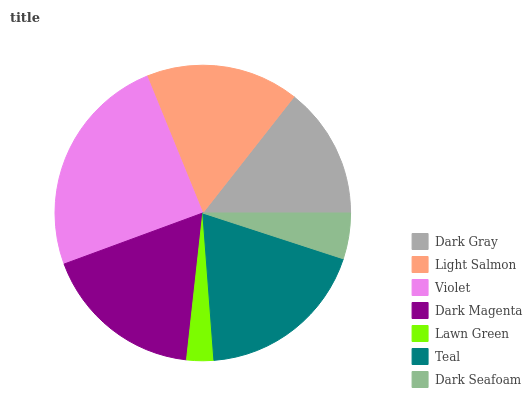 title
Dark Gray
Light Salmon
Violet
Dark Magenta
Lawn Green
Teal
Dark Seafoam